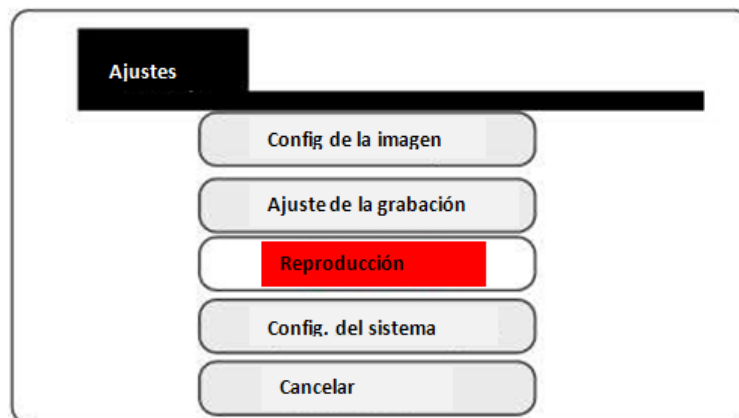 Ajustes
Config de la imagen
Ajuste de la grabación
Reproducción
Config. del sistema
Cancelar